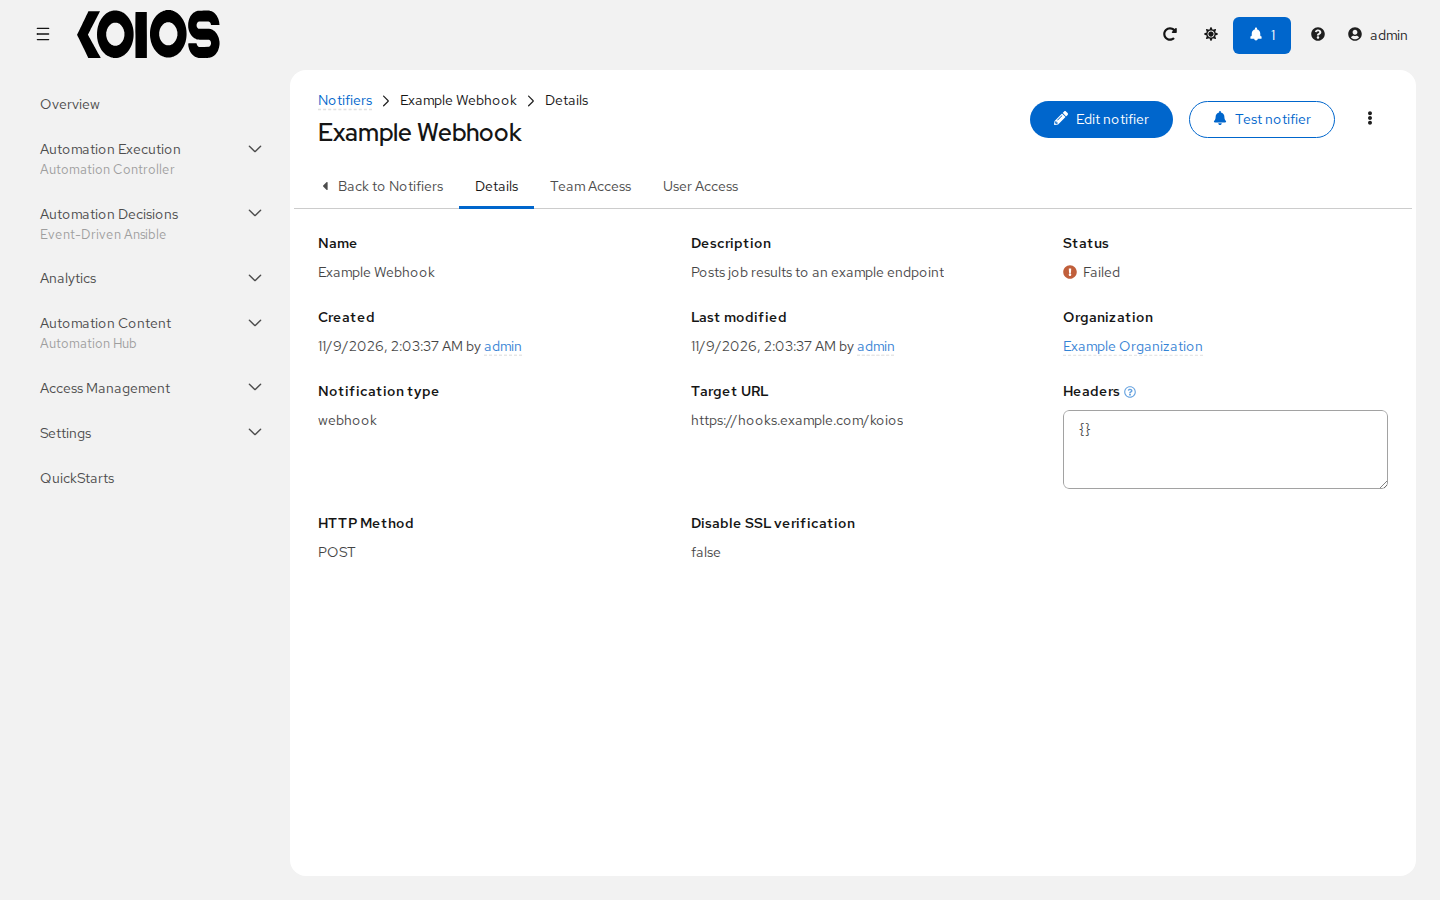 KOIOS
1
admin
Overview
Automation Execution
Automation Controller
Automation Decisions
Event-Driven Ansible
Analytics
Automation Content
Automation Hub
Access Management
Settings
QuickStarts
Notifiers Example Webhook Details
Example Webhook
Edit notifier
Test notifier
Back to Notifiers Details Team Access User Access
Name Description Status
Example Webhook Posts job results to an example endpoint Failed
Created Last modified Organization
11/9/2026, 2:03:37 AM by admin 11/9/2026, 2:03:37 AM by admin Example Organization
Notification type Target URL Headers
webhook https://hooks.example.com/koios {}
HTTP Method Disable SSL verification
POST false